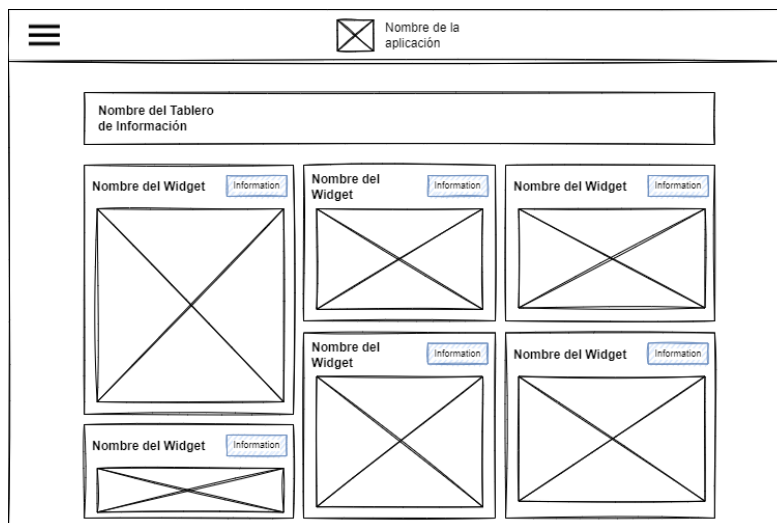 Nombre de la
aplicación
Nombre del Tablero
de Información
Nombre del Widget
Information
Nombre del
Widget
Information
Nombre del Widget
Information
Nombre del
Widget
Information
Nombre del Widget
Information
Nombre del Widget
Information